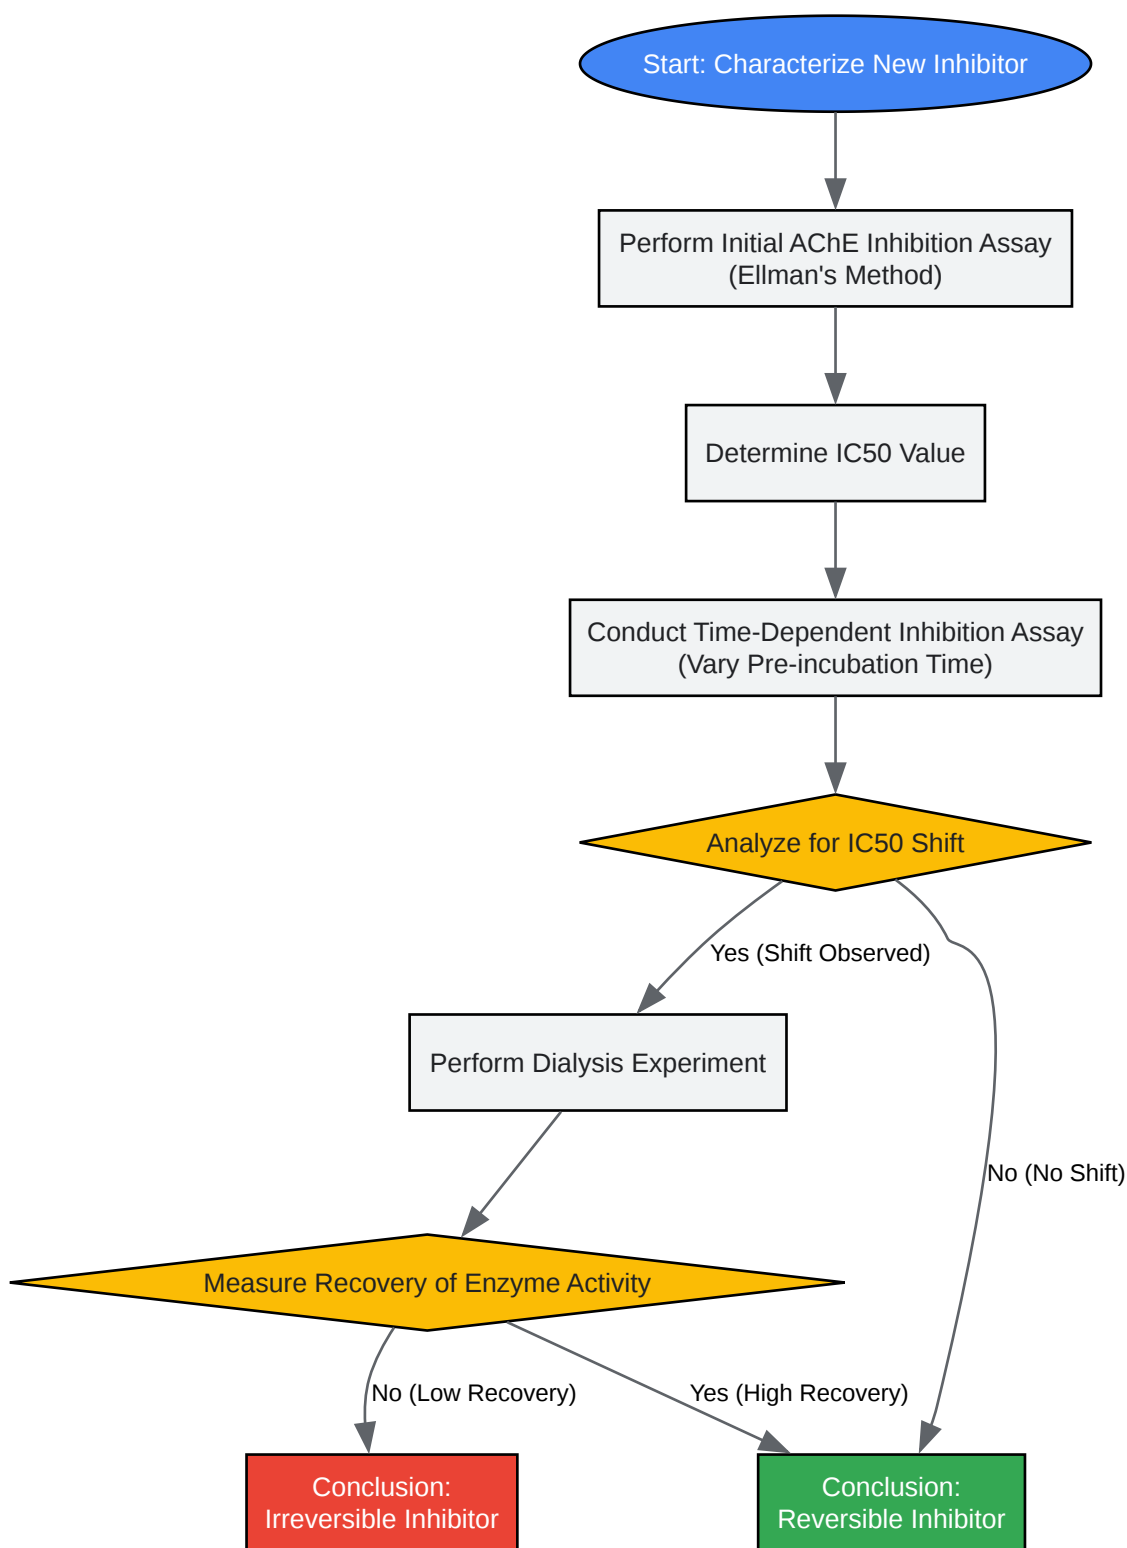 Start: Characterize New Inhibitor
Perform Initial AChE Inhibition Assay
(Ellman's Method)
Determine IC50 Value
Conduct Time-Dependent Inhibition Assay
(Vary Pre-incubation Time)
Analyze for IC50 Shift
Yes (Shift Observed)
Perform Dialysis Experiment
No (No Shift)
Measure Recovery of Enzyme Activity
No (Low Recovery)
Yes (High Recovery)
Conclusion:
Irreversible Inhibitor
Conclusion:
Reversible Inhibitor